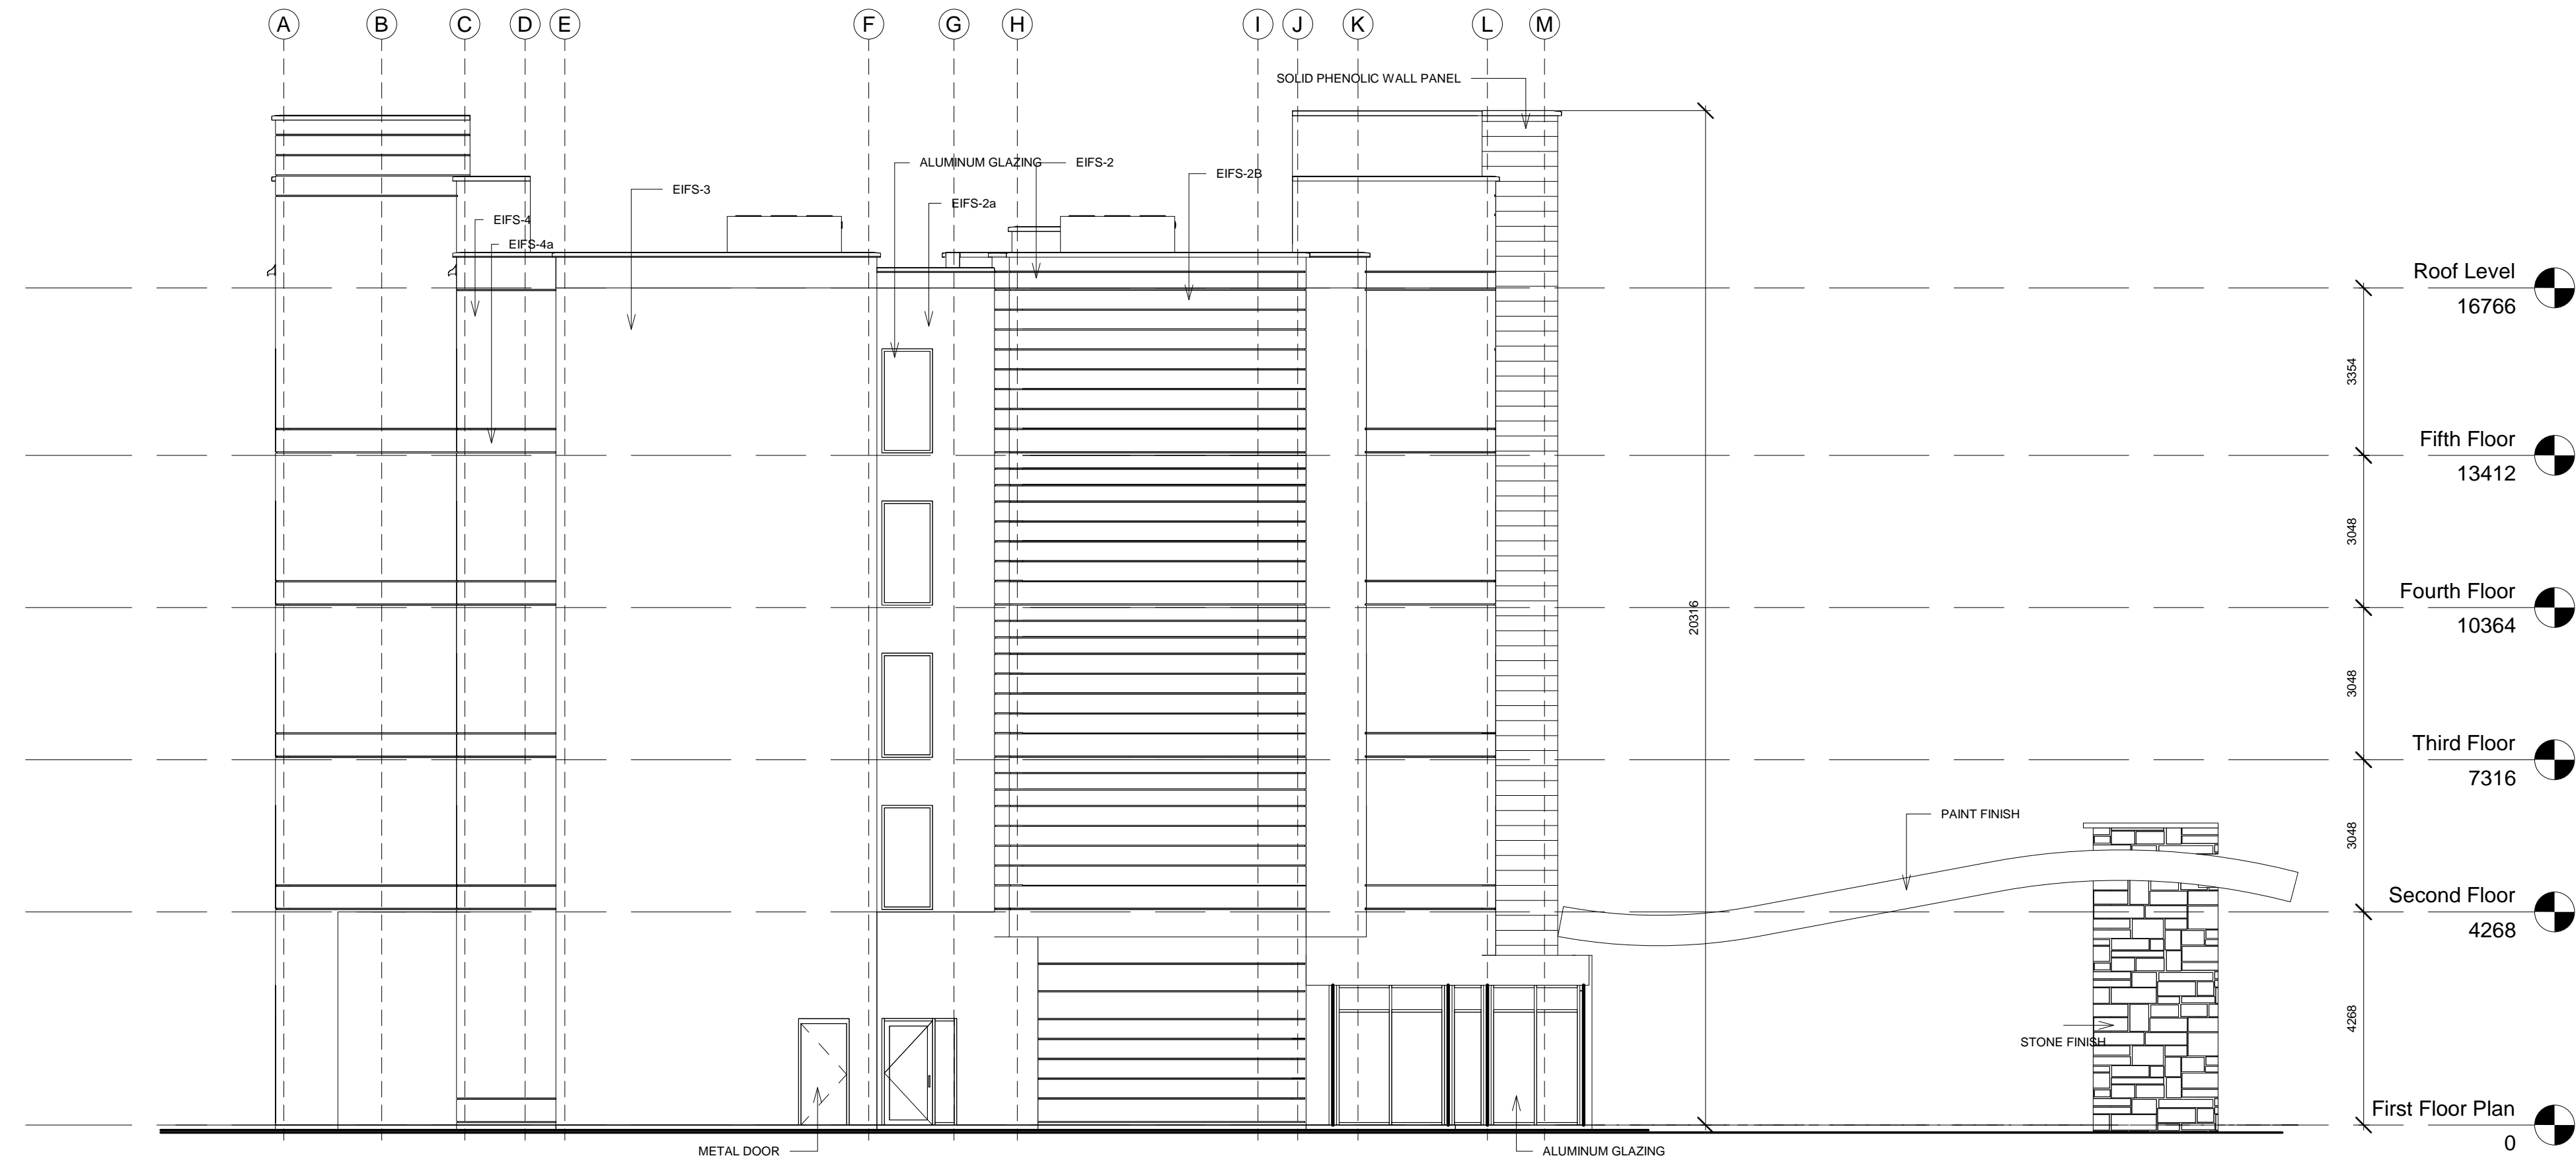 A B C D E F G H I J K L M
SOLID PHENOLIC WALL PANEL
ALUMINUM GLAZING
EIFS-2
EIFS-2B
EIFS-3
EIFS-2a
EIFS-4
EIFS-4a
Roof Level
16766
3354
Fifth Floor
13412
3048
Fourth Floor
10364
20316
3048
Third Floor
7316
PAINT FINISH
3048
Second Floor
4268
4268
STONE FINISH
First Floor Plan
0
METAL DOOR
ALUMINUM GLAZING